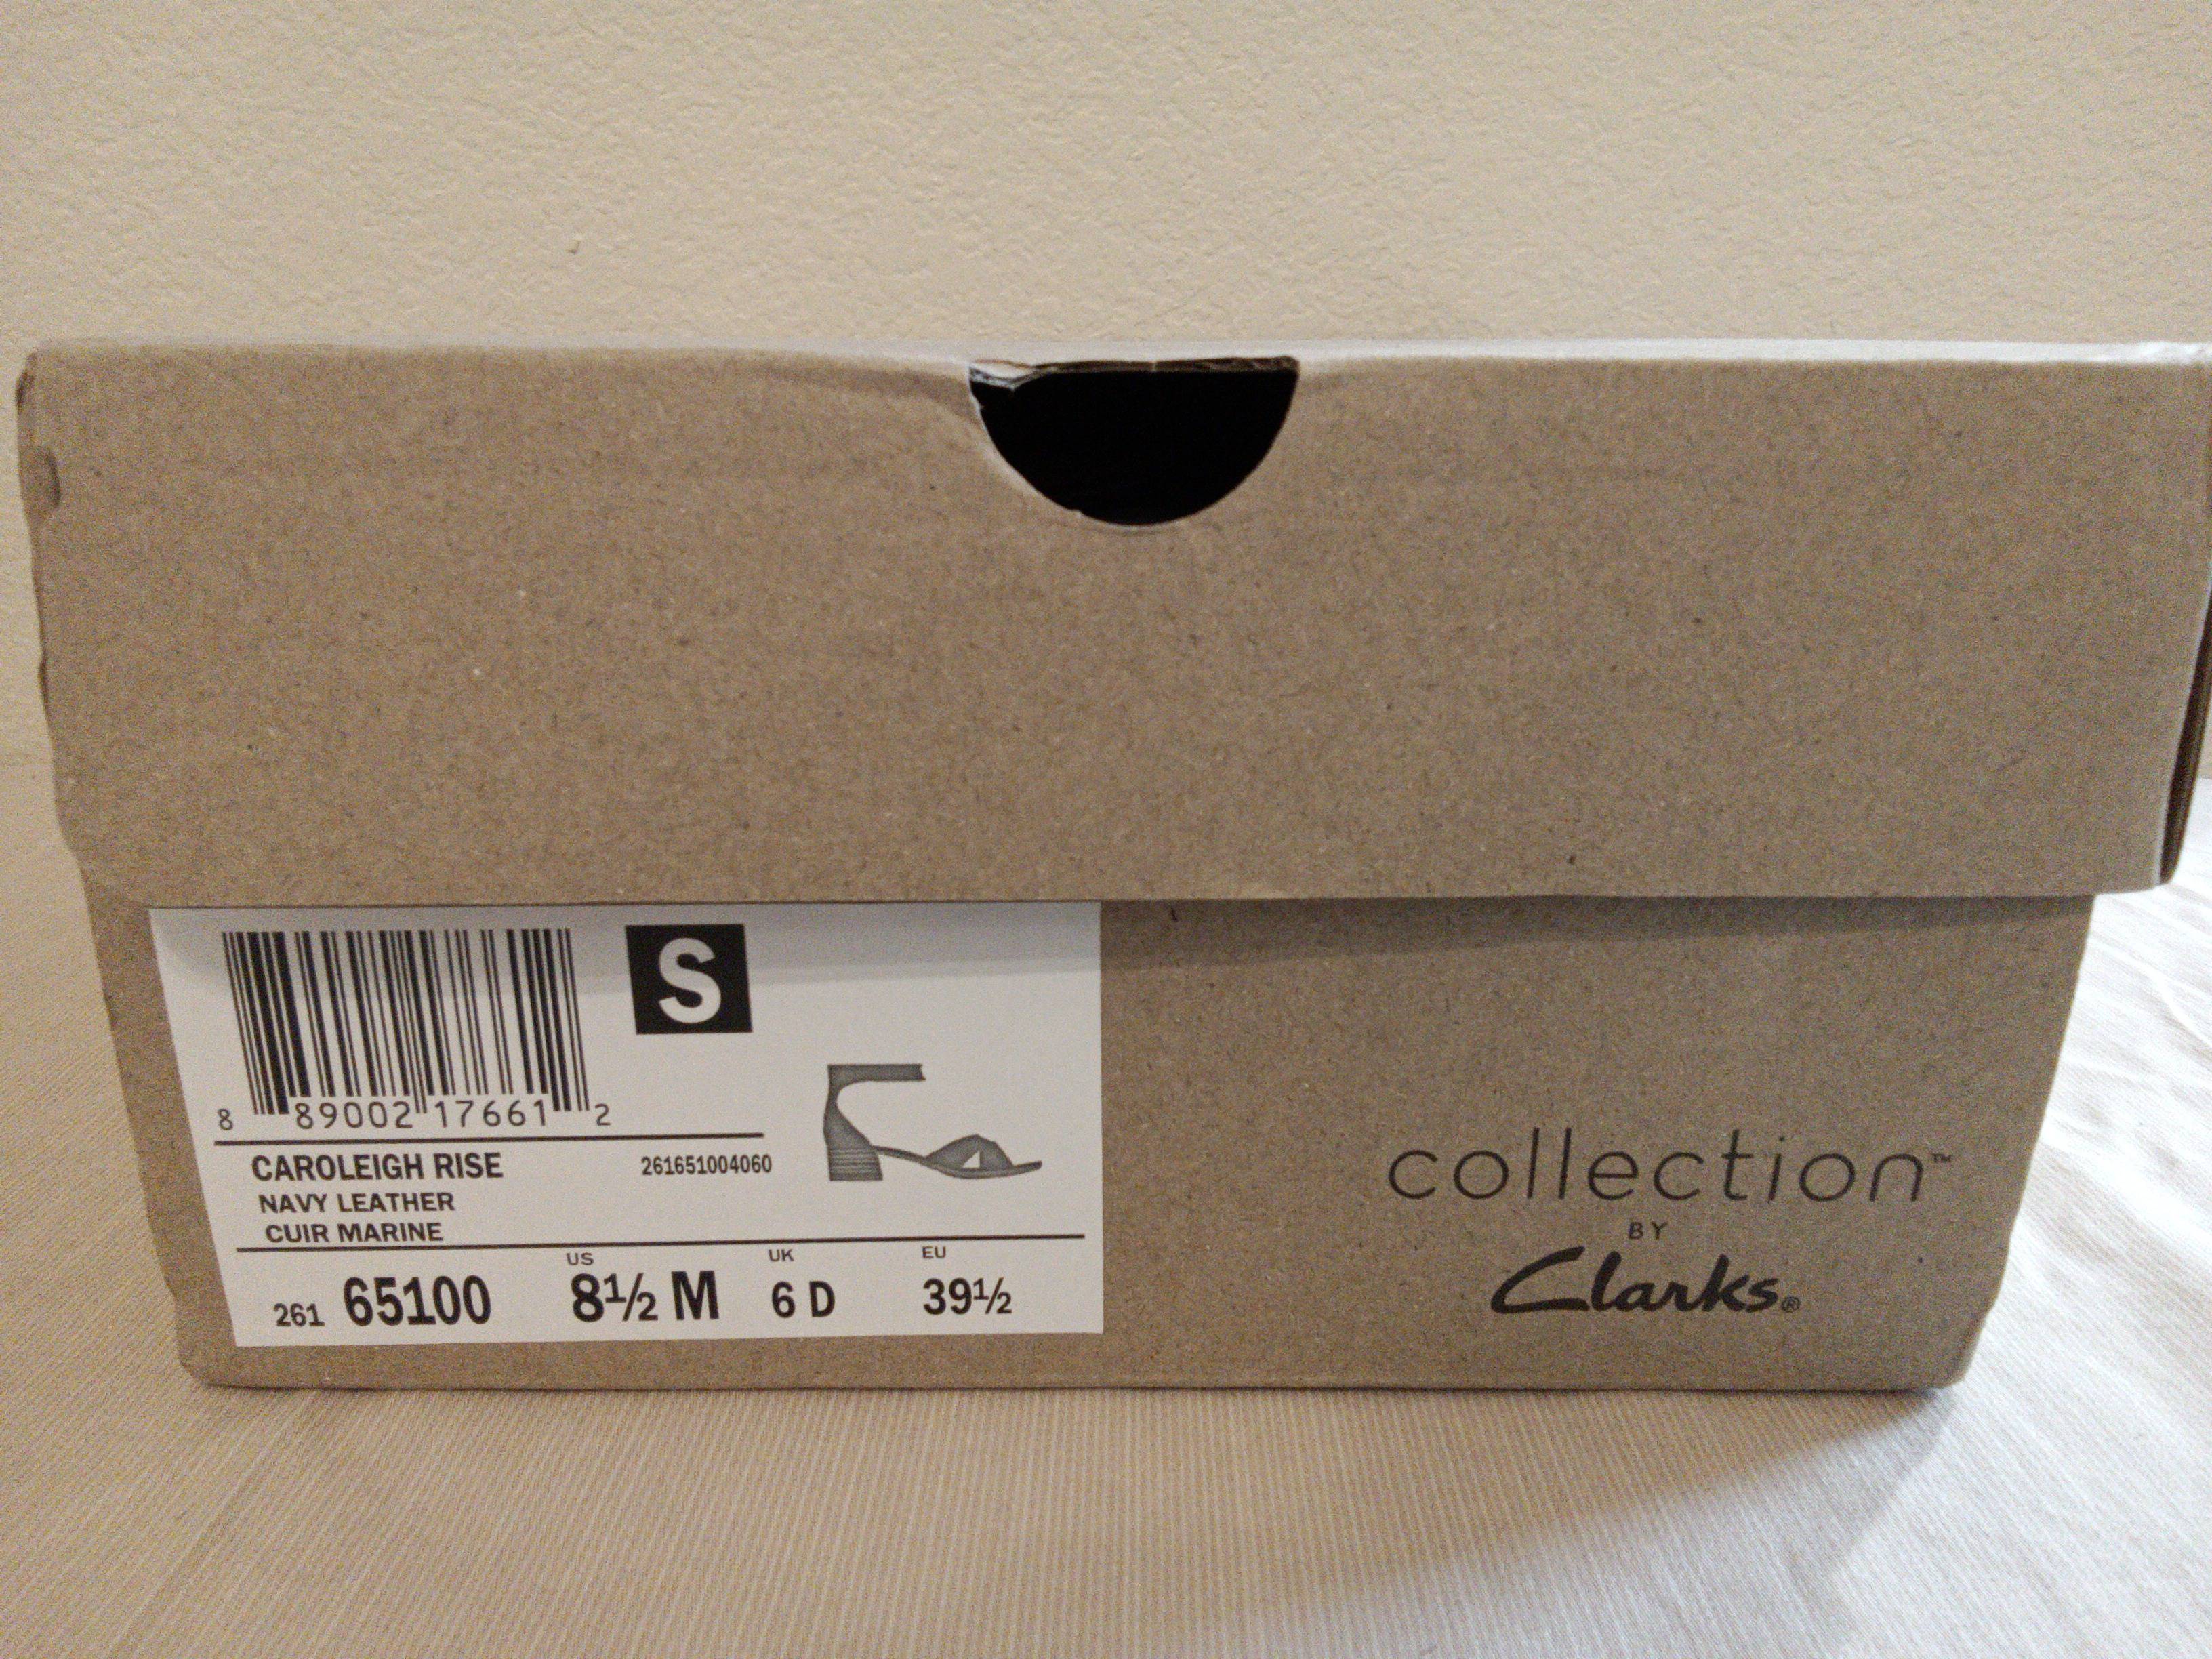 S
8 89002 17661 2
CAROLEIGH RISE 261651004060
NAVY LEATHER
CUIR MARINE
US UK EU
261 65100 8½ M 6 D 39½
collection™
BY
Clarks®